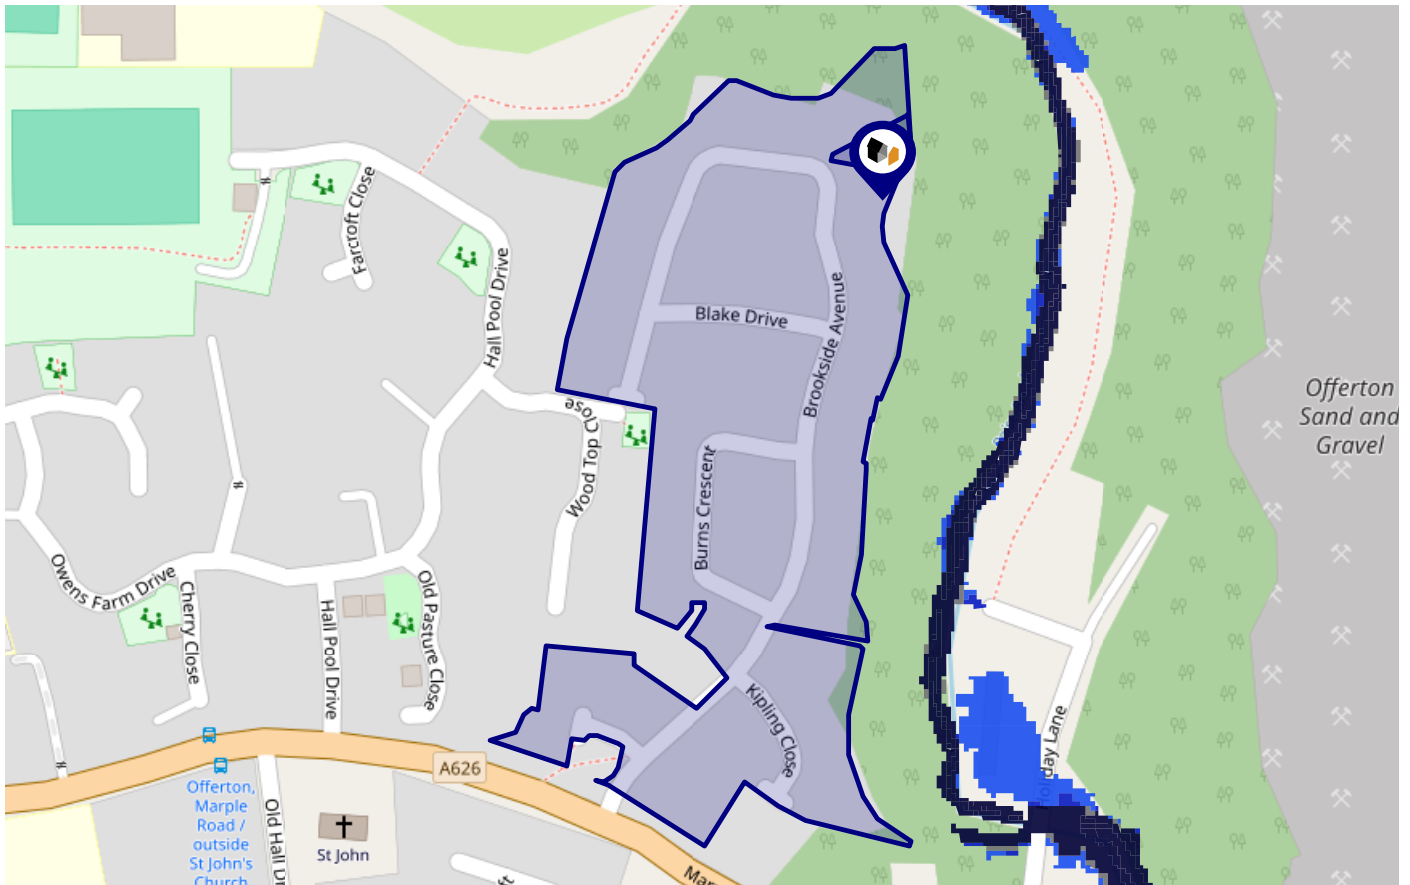 Farcroft Close
Hall Pool Drive
Blake Drive
Brookside Avenue
Offerton
Sand and
Gravel
Wood Top Close
Burns Crescent
Owens Farm Drive
Cherry Close
Hall Pool Drive
Old Pasture Close
Kipling Close
A626
Offerton,
Marple
Road /
outside
St John's
Church
Old Hall Dr
St John
Mar